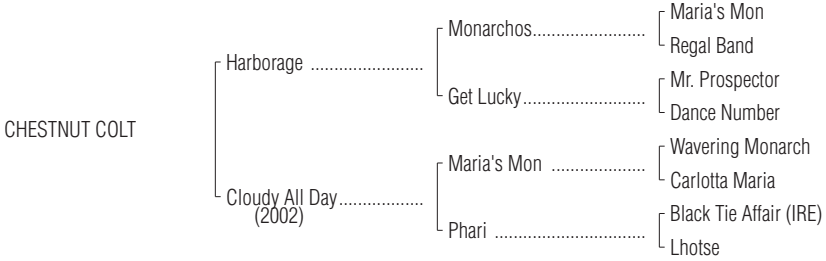 Maria's Mon
Monarchos........................
Regal Band
Harborage ........................
Mr. Prospector
Get Lucky..........................
Dance Number
CHESTNUT COLT
Wavering Monarch
Maria's Mon ....................
Carlotta Maria
Cloudy All Day..................
(2002)
Black Tie Affair (IRE)
Phari ................................
Lhotse